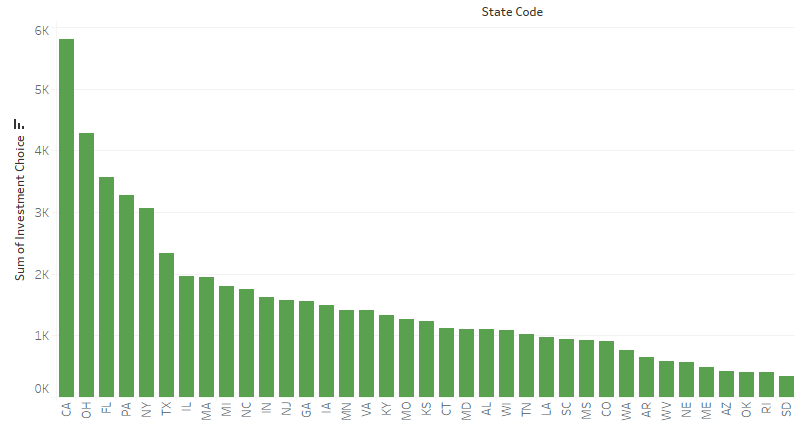 State Code
Sum of Investment Choice
6K
5K
4K
3K
2K
1K
0K
CA
OH
FL
PA
NY
TX
IL
MA
MI
NC
IN
NJ
GA
IA
MN
VA
KY
MO
KS
CT
MD
AL
WI
TN
LA
SC
MS
CO
WA
AR
WV
NE
ME
AZ
OK
RI
SD